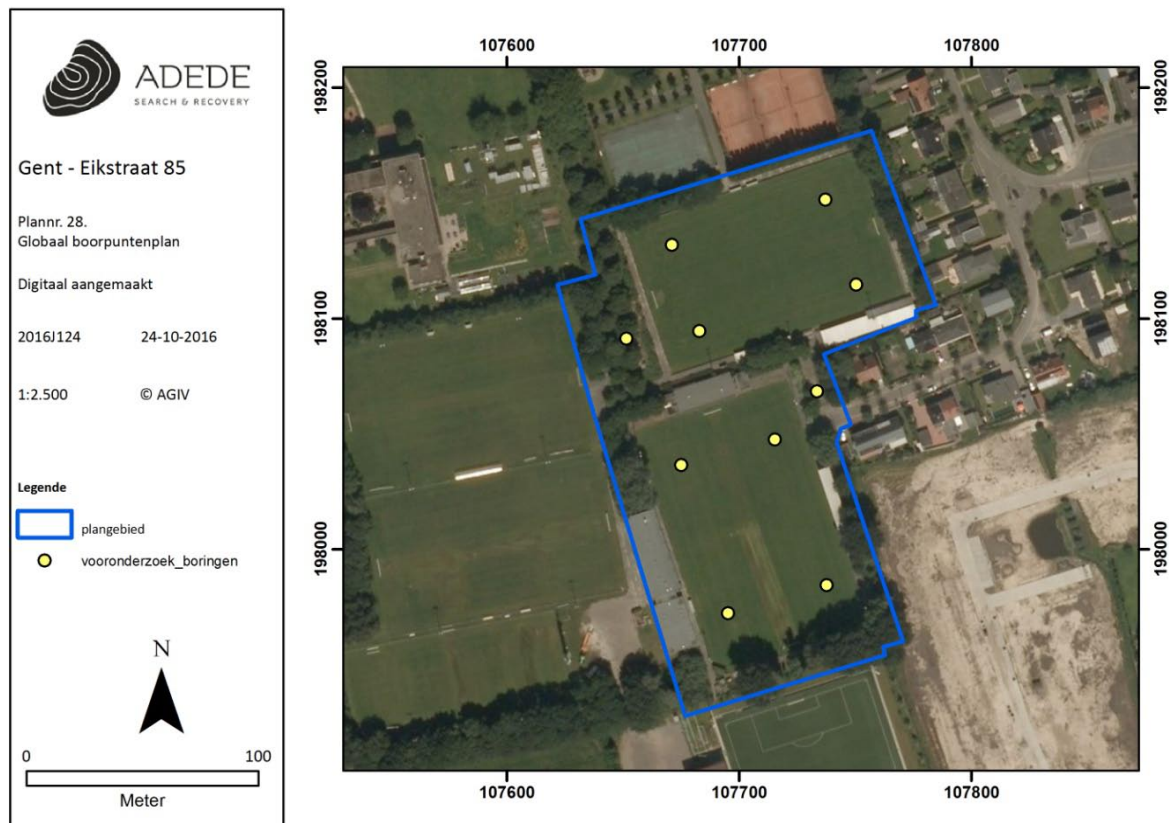 ADEDE
SEARCH & RECOVERY
Gent - Eikstraat 85
Plannr. 28.
Globaal boorpuntenplan
Digitaal aangemaakt
2016J124 24-10-2016
1:2.500 © AGIV
Legende
plangebied
vooronderzoek_boringen
N
0 100
Meter
107600 107700 107800
198200 198200
198100 198100
198000 198000
107600 107700 107800